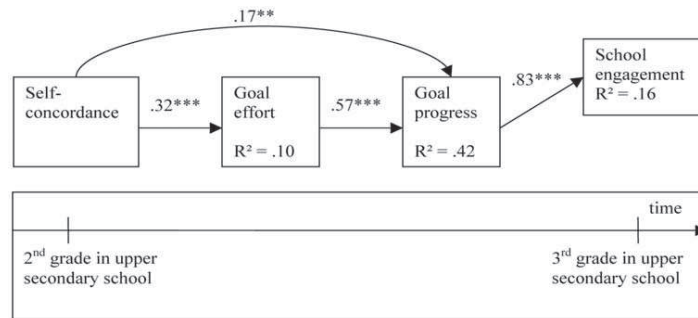 .17**
School
engagement
R² = .16
.83***
Self-
concordance
.32***
Goal
effort
R² = .10
.57***
Goal
progress
R² = .42
time
2nd grade in upper
secondary school
3rd grade in upper
secondary school